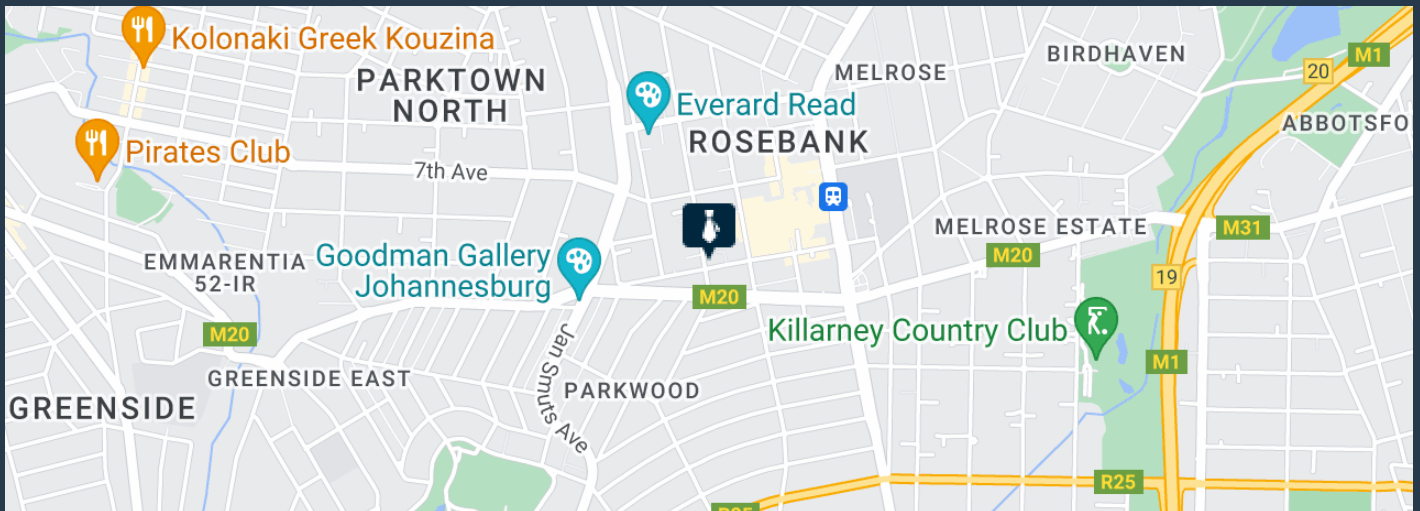 Kolonaki Greek Kouzina
PARKTOWN
NORTH
MELROSE
BIRDHAVEN
M1
20
Everard Read
ROSEBANK
ABBOTSFO
Pirates Club
7th Ave
MELROSE ESTATE
M31
EMMARENTIA
52-IR
Goodman Gallery
Johannesburg
M20
19
M20
M20
Killarney Country Club
Jan Smuts Ave
M1
GREENSIDE EAST
PARKWOOD
GREENSIDE
R25